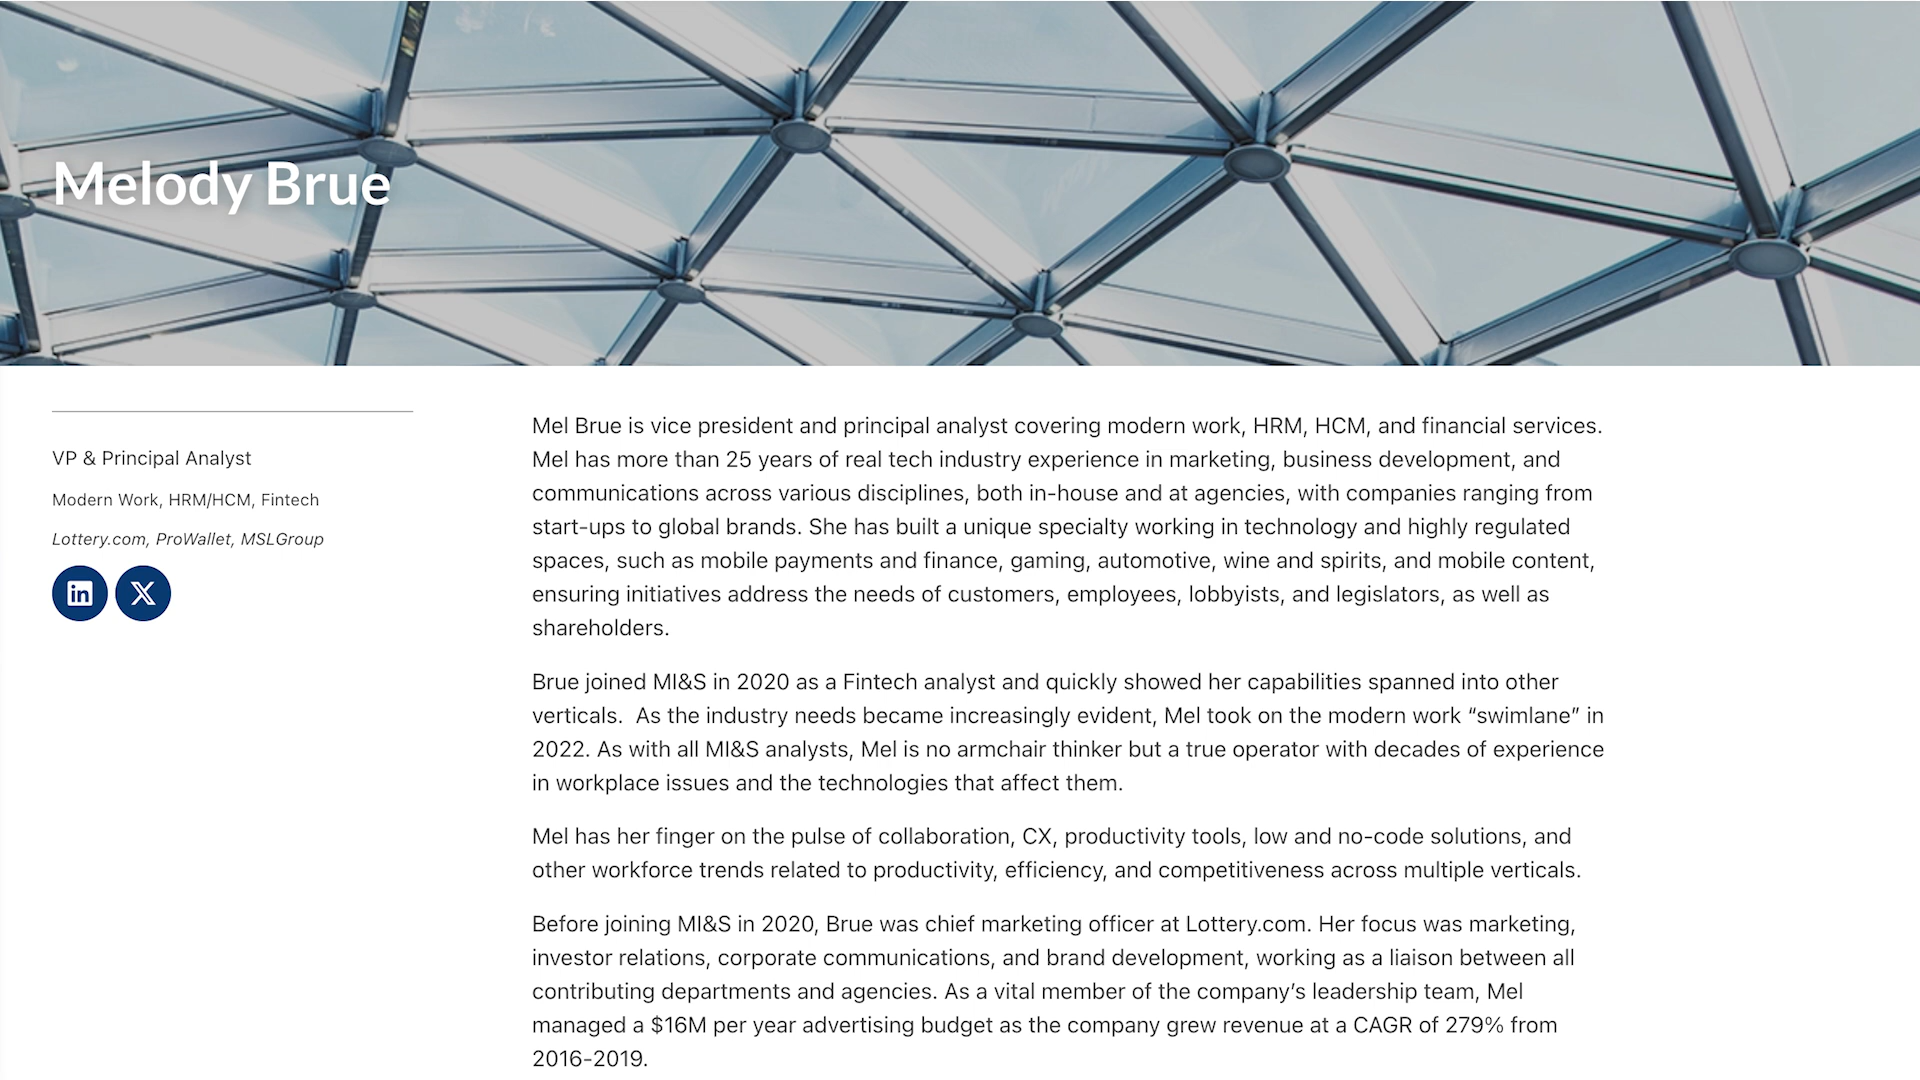 Melody Brue
VP & Principal Analyst
Modern Work, HRM/HCM, Fintech
Lottery.com, ProWallet, MSLGroup
Mel Brue is vice president and principal analyst covering modern work, HRM, HCM, and financial services.
Mel has more than 25 years of real tech industry experience in marketing, business development, and
communications across various disciplines, both in-house and at agencies, with companies ranging from
start-ups to global brands. She has built a unique specialty working in technology and highly regulated
spaces, such as mobile payments and finance, gaming, automotive, wine and spirits, and mobile content,
ensuring initiatives address the needs of customers, employees, lobbyists, and legislators, as well as
shareholders.
Brue joined MI&S in 2020 as a Fintech analyst and quickly showed her capabilities spanned into other
verticals.  As the industry needs became increasingly evident, Mel took on the modern work “swimlane” in
2022. As with all MI&S analysts, Mel is no armchair thinker but a true operator with decades of experience
in workplace issues and the technologies that affect them.
Mel has her finger on the pulse of collaboration, CX, productivity tools, low and no-code solutions, and
other workforce trends related to productivity, efficiency, and competitiveness across multiple verticals.
Before joining MI&S in 2020, Brue was chief marketing officer at Lottery.com. Her focus was marketing,
investor relations, corporate communications, and brand development, working as a liaison between all
contributing departments and agencies. As a vital member of the company’s leadership team, Mel
managed a $16M per year advertising budget as the company grew revenue at a CAGR of 279% from
2016-2019.